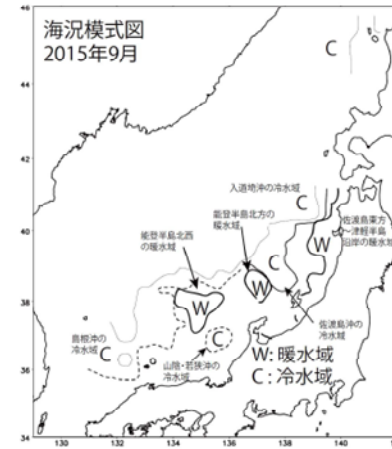 海況模式図
2015年9月
C
46
44
42
40
38
36
34
入道地沖の冷水域
C
能登半島北方の
暖水域
佐渡島東方
～津軽半島
沿岸の暖水域
能登半島北西
の暖水域
W
C
W
W
島根沖の
冷水域
C
C
佐渡島沖の
冷水域
山陰・若狭沖の
冷水域
W: 暖水域
C: 冷水域
130
132
134
136
138
140